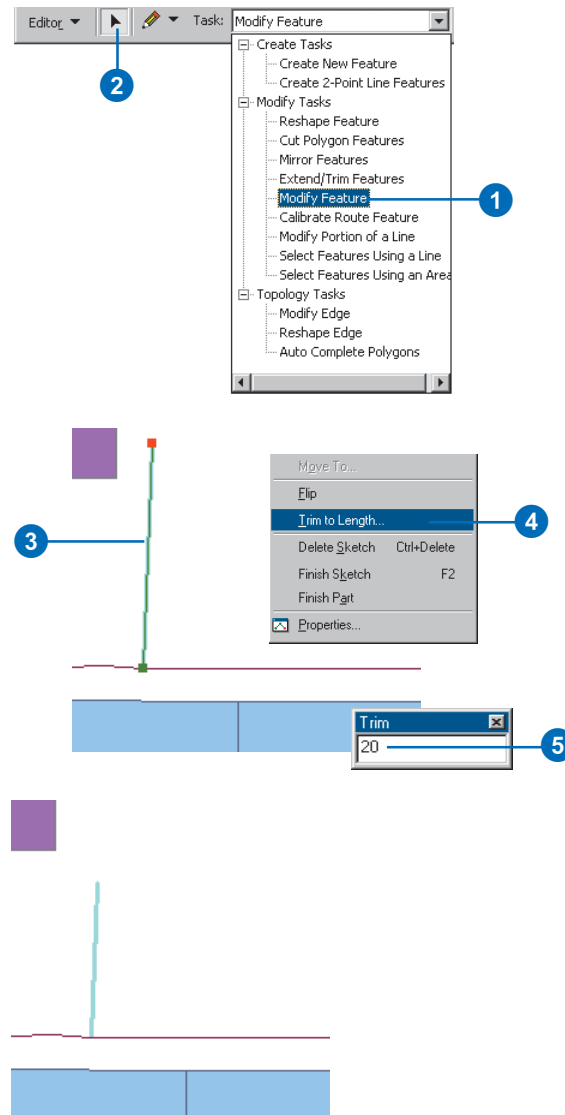 Editor Task: Modify Feature
2
Create Tasks
Create New Feature
Create 2-Point Line Features
Modify Tasks
Reshape Feature
Cut Polygon Features
Mirror Features
Extend/Trim Features
Modify Feature
1
Calibrate Route Feature
Modify Portion of a Line
Select Features Using a Line
Select Features Using an Area
Topology Tasks
Modify Edge
Reshape Edge
Auto Complete Polygons
3
Move To...
Flip
Trim to Length...
4
Delete Sketch Ctrl+Delete
Finish Sketch F2
Finish Part
Properties...
Trim
20
5